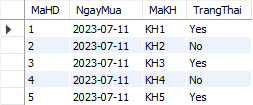 MaHD NgayMua MaKH TrangThai
1 2023-07-11 KH1 Yes
2 2023-07-11 KH2 No
3 2023-07-11 KH3 Yes
4 2023-07-11 KH4 No
5 2023-07-11 KH5 Yes